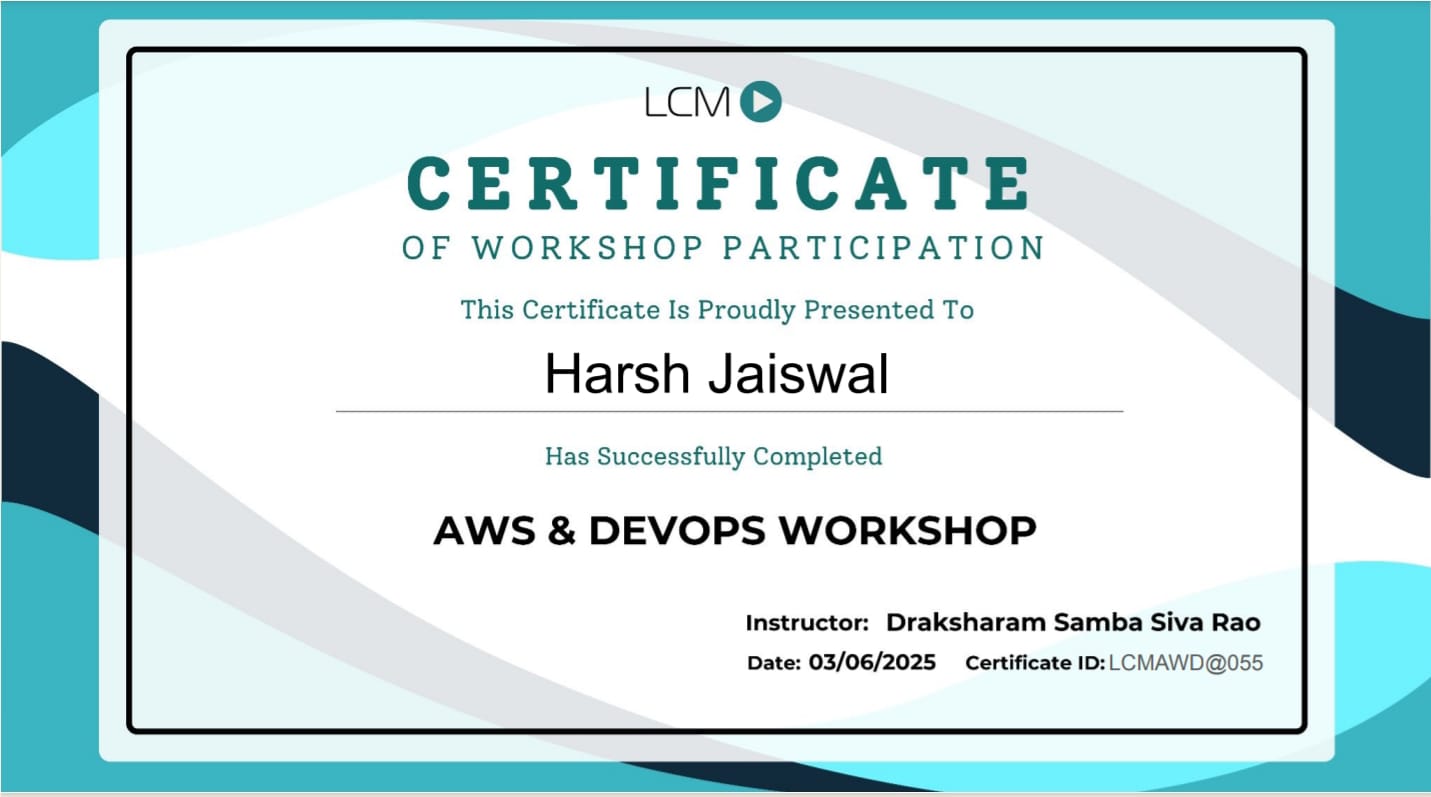 LCM
CERTIFICATE
OF WORKSHOP PARTICIPATION
This Certificate Is Proudly Presented To
Harsh Jaiswal
Has Successfully Completed
AWS & DEVOPS WORKSHOP
Instructor: Draksharam Samba Siva Rao
Date: 03/06/2025 Certificate ID: LCMAWD@055